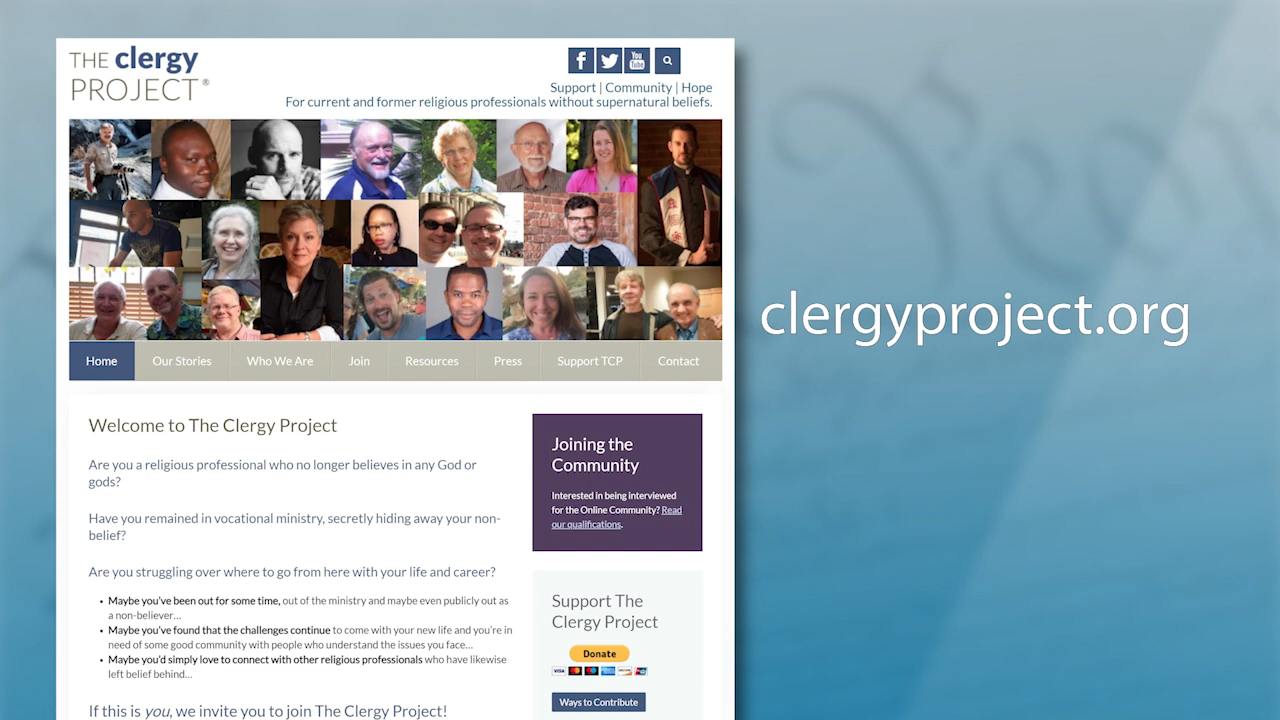 THE clergy
PROJECT®
Support | Community | Hope
For current and former religious professionals without supernatural beliefs.
clergyproject.org
Home Our Stories Who We Are Join Resources Press Support TCP Contact
Welcome to The Clergy Project
Are you a religious professional who no longer believes in any God or
gods?
Have you remained in vocational ministry, secretly hiding away your non-
belief?
Are you struggling over where to go from here with your life and career?
• Maybe you've been out for some time, out of the ministry and maybe even publicly out as
a non-believer...
• Maybe you've found that the challenges continue to come with your new life and you're in
need of some good community with people who understand the issues you face...
• Maybe you'd simply love to connect with other religious professionals who have likewise
left belief behind...
If this is you, we invite you to join The Clergy Project!
Joining the
Community
Interested in being interviewed
for the Online Community? Read
our qualifications.
Support The
Clergy Project
Donate
Ways to Contribute